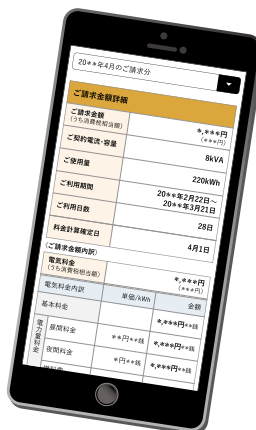 20**年4月のご請求分
ご請求金額詳細
ご請求金額
(うち消費税相当額)
*,***円
(***円)
ご契約電流・容量
8kVA
ご使用量
220kWh
ご利用期間
20**年2月22日～
20**年3月21日
ご利用日数
28日
料金計算確定日
4月1日
(ご請求金額内訳)
電気料金
(うち消費税相当額)
*,***円
(***円)
電気料金内訳
単価/kWh
金額
基本料金
*,***円**銭
電力量料金
昼間料金
**円**銭
*,***円**銭
夜間料金
*円**銭
*,***円**銭